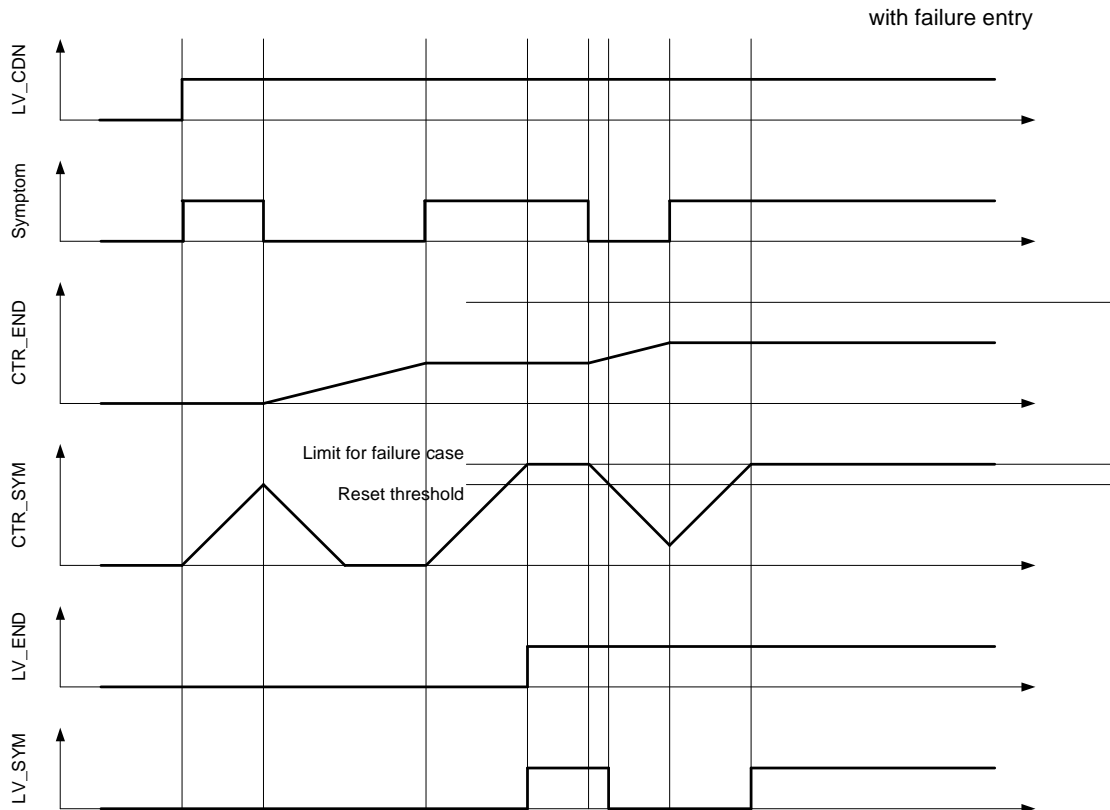 with failure entry
LV_CDN
Symptom
CTR_END
CTR_SYM
Limit for failure case
Reset threshold
LV_END
LV_SYM